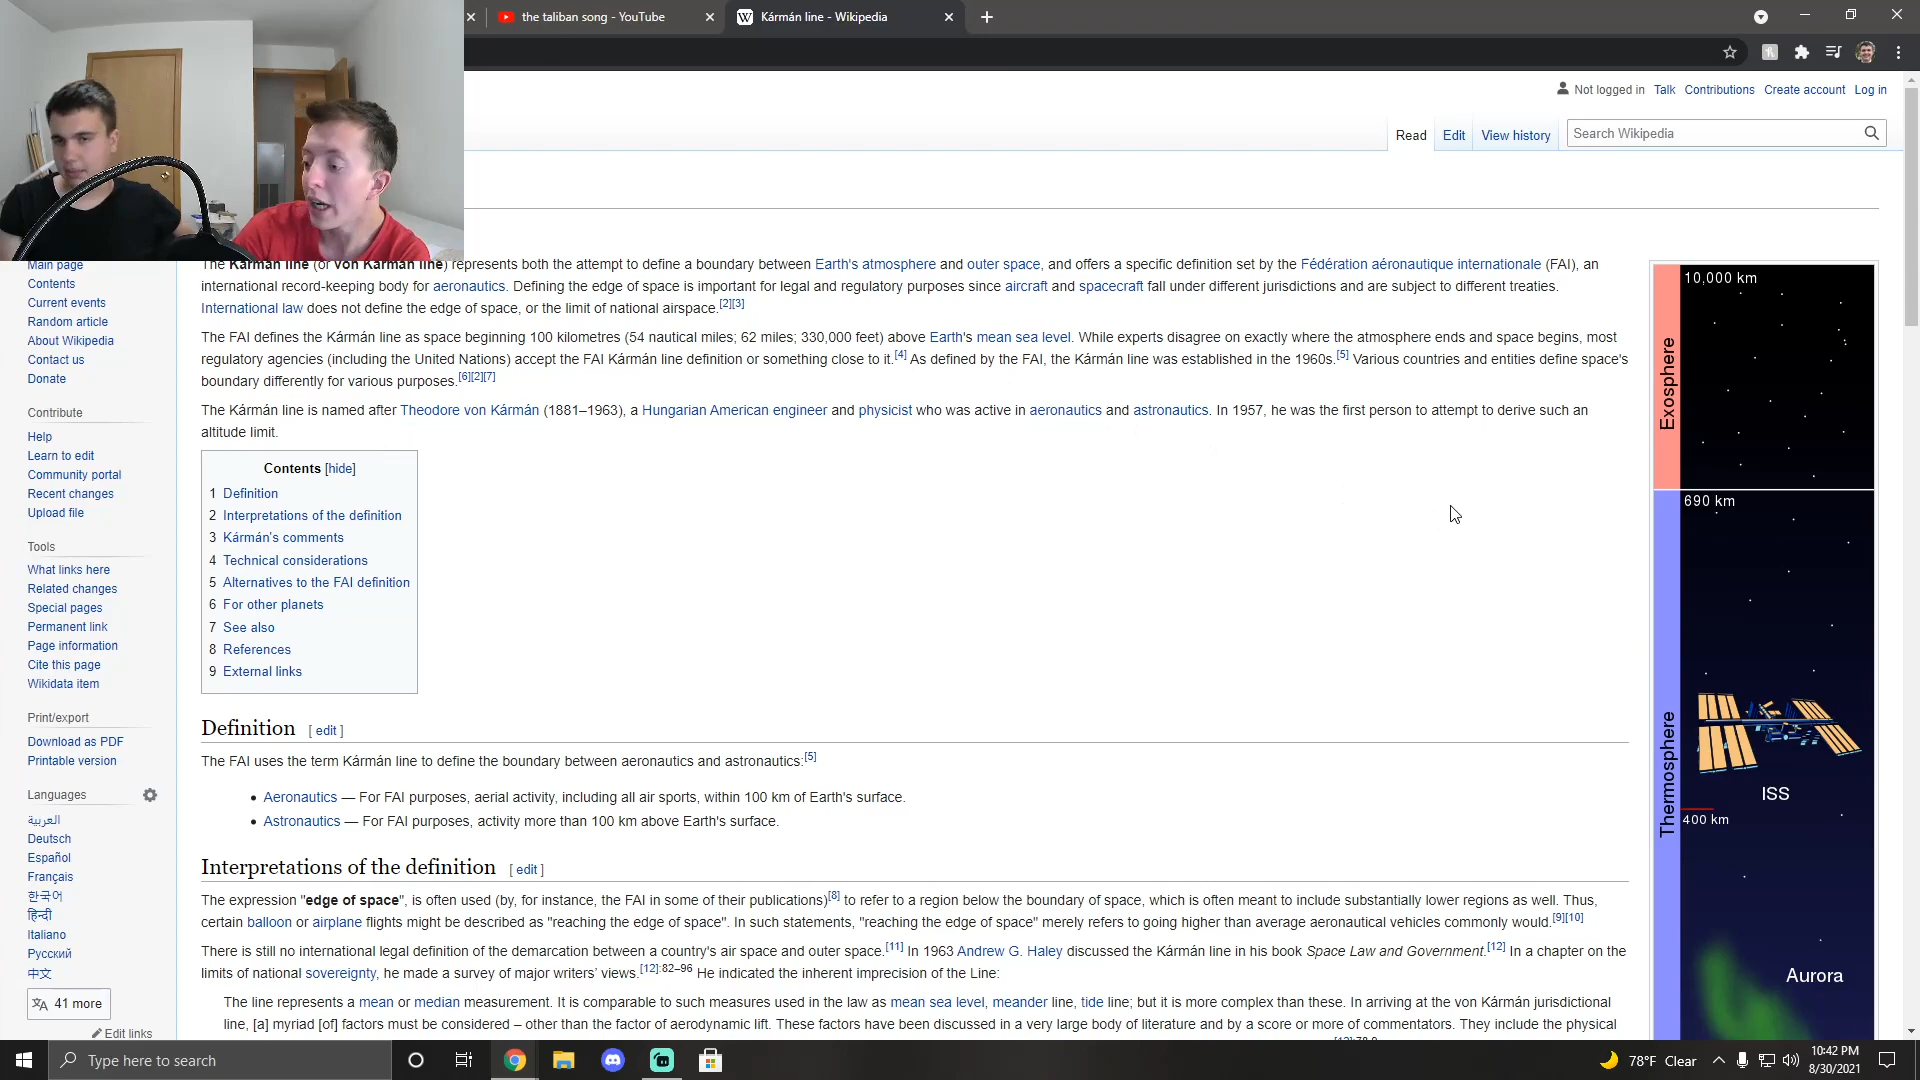 the taliban song - YouTube
Kármán line - Wikipedia
Not logged in Talk Contributions Create account Log in
Read Edit View history Search Wikipedia
The Kármán line (or von Kármán line) represents both the attempt to define a boundary between Earth's atmosphere and outer space, and offers a specific definition set by the Fédération aéronautique internationale (FAI), an
international record-keeping body for aeronautics. Defining the edge of space is important for legal and regulatory purposes since aircraft and spacecraft fall under different jurisdictions and are subject to different treaties.
International law does not define the edge of space, or the limit of national airspace.[2][3]
The FAI defines the Kármán line as space beginning 100 kilometres (54 nautical miles; 62 miles; 330,000 feet) above Earth's mean sea level. While experts disagree on exactly where the atmosphere ends and space begins, most
regulatory agencies (including the United Nations) accept the FAI Kármán line definition or something close to it.[4] As defined by the FAI, the Kármán line was established in the 1960s.[5] Various countries and entities define space's
boundary differently for various purposes.[6][2][7]
The Kármán line is named after Theodore von Kármán (1881–1963), a Hungarian American engineer and physicist who was active in aeronautics and astronautics. In 1957, he was the first person to attempt to derive such an
altitude limit.
Contents [hide]
1 Definition
2 Interpretations of the definition
3 Kármán's comments
4 Technical considerations
5 Alternatives to the FAI definition
6 For other planets
7 See also
8 References
9 External links
Definition [ edit ]
The FAI uses the term Kármán line to define the boundary between aeronautics and astronautics:[5]
• Aeronautics — For FAI purposes, aerial activity, including all air sports, within 100 km of Earth's surface.
• Astronautics — For FAI purposes, activity more than 100 km above Earth's surface.
Interpretations of the definition [ edit ]
The expression "edge of space", is often used (by, for instance, the FAI in some of their publications)[8] to refer to a region below the boundary of space, which is often meant to include substantially lower regions as well. Thus,
certain balloon or airplane flights might be described as "reaching the edge of space". In such statements, "reaching the edge of space" merely refers to going higher than average aeronautical vehicles commonly would.[9][10]
There is still no international legal definition of the demarcation between a country's air space and outer space.[11] In 1963 Andrew G. Haley discussed the Kármán line in his book Space Law and Government.[12] In a chapter on the
limits of national sovereignty, he made a survey of major writers' views.[12]:82–96 He indicated the inherent imprecision of the Line:
The line represents a mean or median measurement. It is comparable to such measures used in the law as mean sea level, meander line, tide line; but it is more complex than these. In arriving at the von Kármán jurisdictional
line, [a] myriad [of] factors must be considered – other than the factor of aerodynamic lift. These factors have been discussed in a very large body of literature and by a score or more of commentators. They include the physical
Main page
Contents
Current events
Random article
About Wikipedia
Contact us
Donate
Contribute
Help
Learn to edit
Community portal
Recent changes
Upload file
Tools
What links here
Related changes
Special pages
Permanent link
Page information
Cite this page
Wikidata item
Print/export
Download as PDF
Printable version
Languages
العربية
Deutsch
Español
Français
한국어
हिन्दी
Italiano
Русский
中文
41 more
Edit links
10,000 km
Exosphere
690 km
Thermosphere
ISS
400 km
Aurora
Type here to search
78°F Clear
10:42 PM
8/30/2021